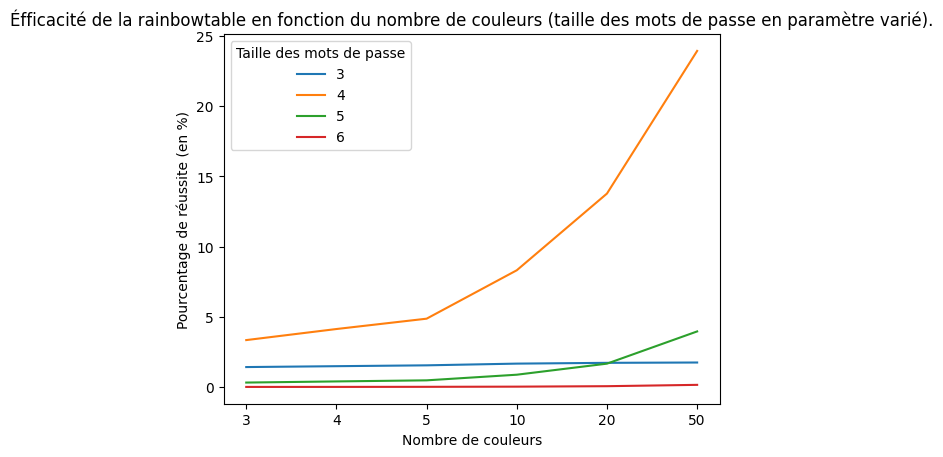 Éfficacité de la rainbowtable en fonction du nombre de couleurs (taille des mots de passe en paramètre varié).
Taille des mots de passe
3
4
5
6
Pourcentage de réussite (en %)
25
20
15
10
5
0
3 4 5 10 20 50
Nombre de couleurs